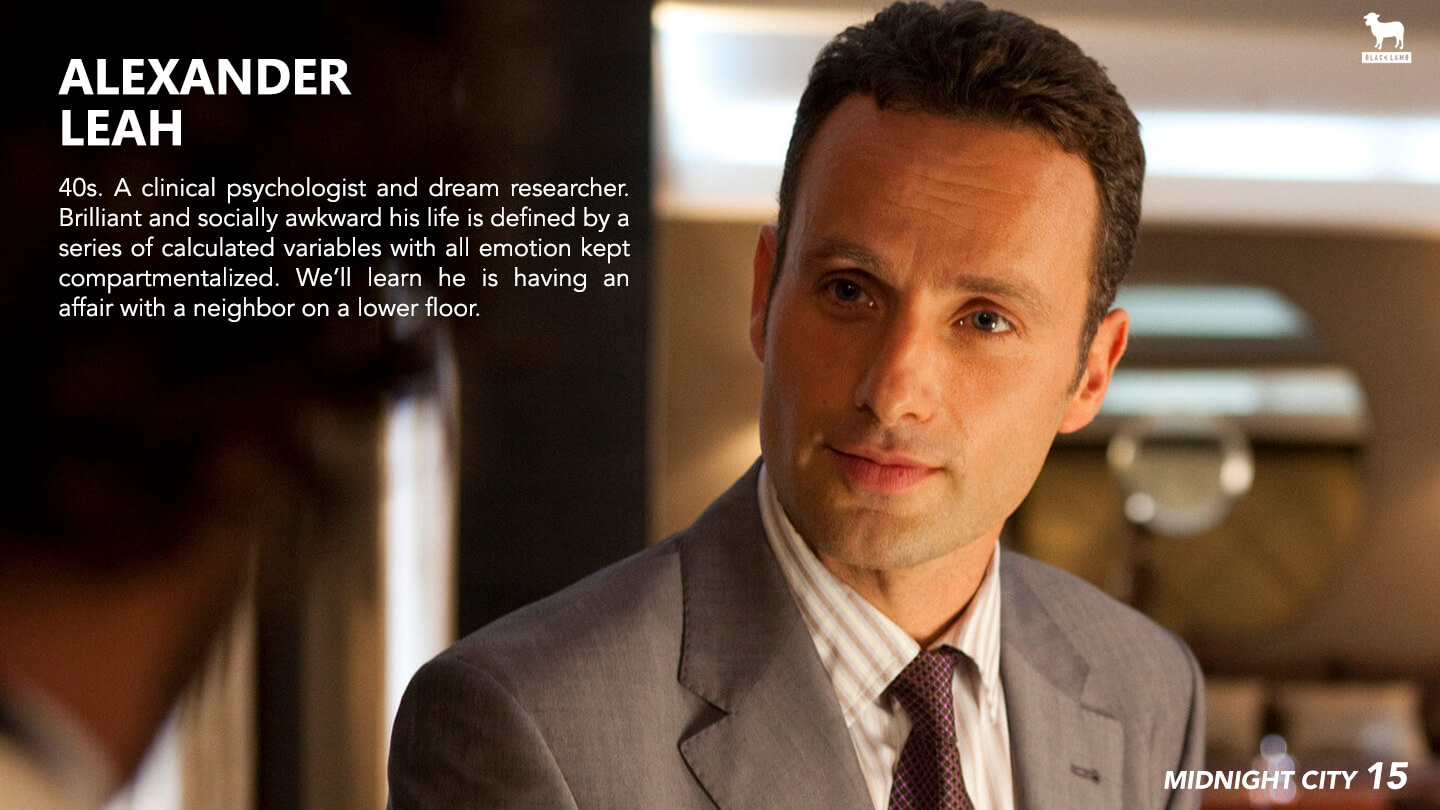 ALEXANDER
LEAH
40s. A clinical psychologist and dream researcher.
Brilliant and socially awkward his life is defined by a
series of calculated variables with all emotion kept
compartmentalized. We’ll learn he is having an
affair with a neighbor on a lower floor.
BLACK LAMB
MIDNIGHT CITY 15